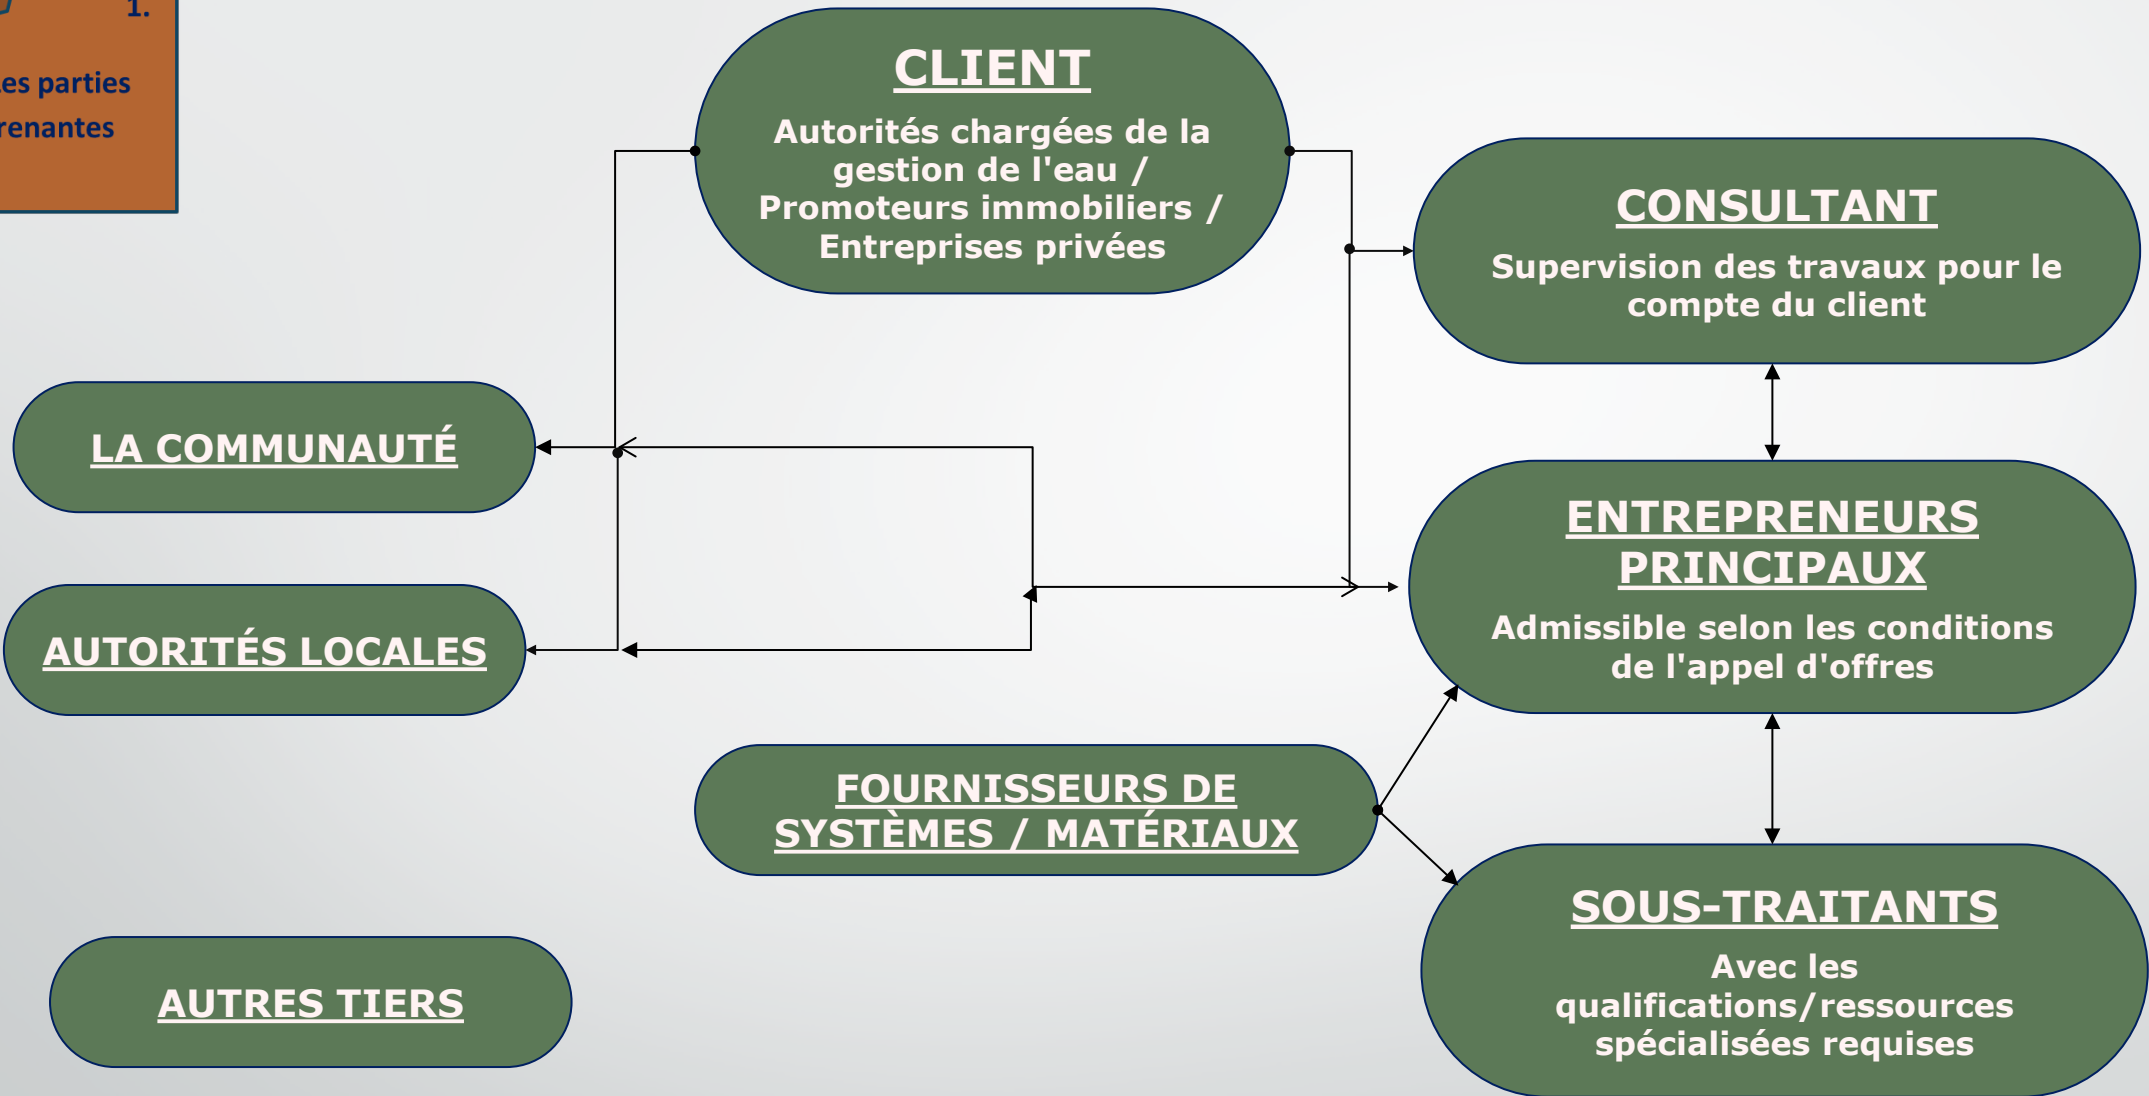 1.
parties
CLIENT
Autorités chargées de la
gestion de l'eau /
Promoteurs immobiliers /
Entreprises privées
CONSULTANT
Supervision des travaux pour le
compte du client
LA COMMUNAUTÉ
ENTREPRENEURS
PRINCIPAUX
Admissible selon les conditions
de l'appel d'offres
AUTORITÉS LOCALES
FOURNISSEURS DE
SYSTÈMES / MATÉRIAUX
SOUS-TRAITANTS
Avec les
qualifications/ressources
spécialisées requises
AUTRES TIERS